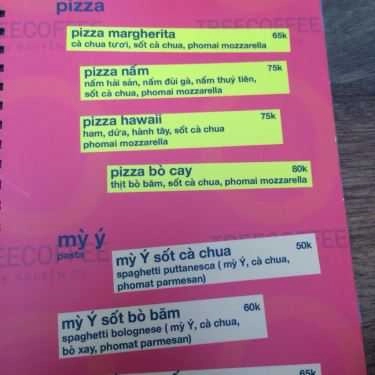 pizza
TREECOFFEE
pizza margherita 65k
cà chua tươi, sốt cà chua, phomai mozzarella
pizza nấm 75k
nấm hải sản, nấm đùi gà, nấm thuỷ tiên,
sốt cà chua, phomai mozzarella
pizza hawaii 75k
ham, dứa, hành tây, sốt cà chua
phomai mozzarella
pizza bò cay 80k
thịt bò băm, sốt cà chua, phomai mozzarella
TREECOFFEE
mỳ ý
pasta
mỳ Ý sốt cà chua 50k
spaghetti puttanesca ( mỳ Ý, cà chua,
phomat parmesan)
mỳ Ý sốt bò băm 60k
spaghetti bolognese ( mỳ Ý, cà chua,
bò xay, phomat parmesan)